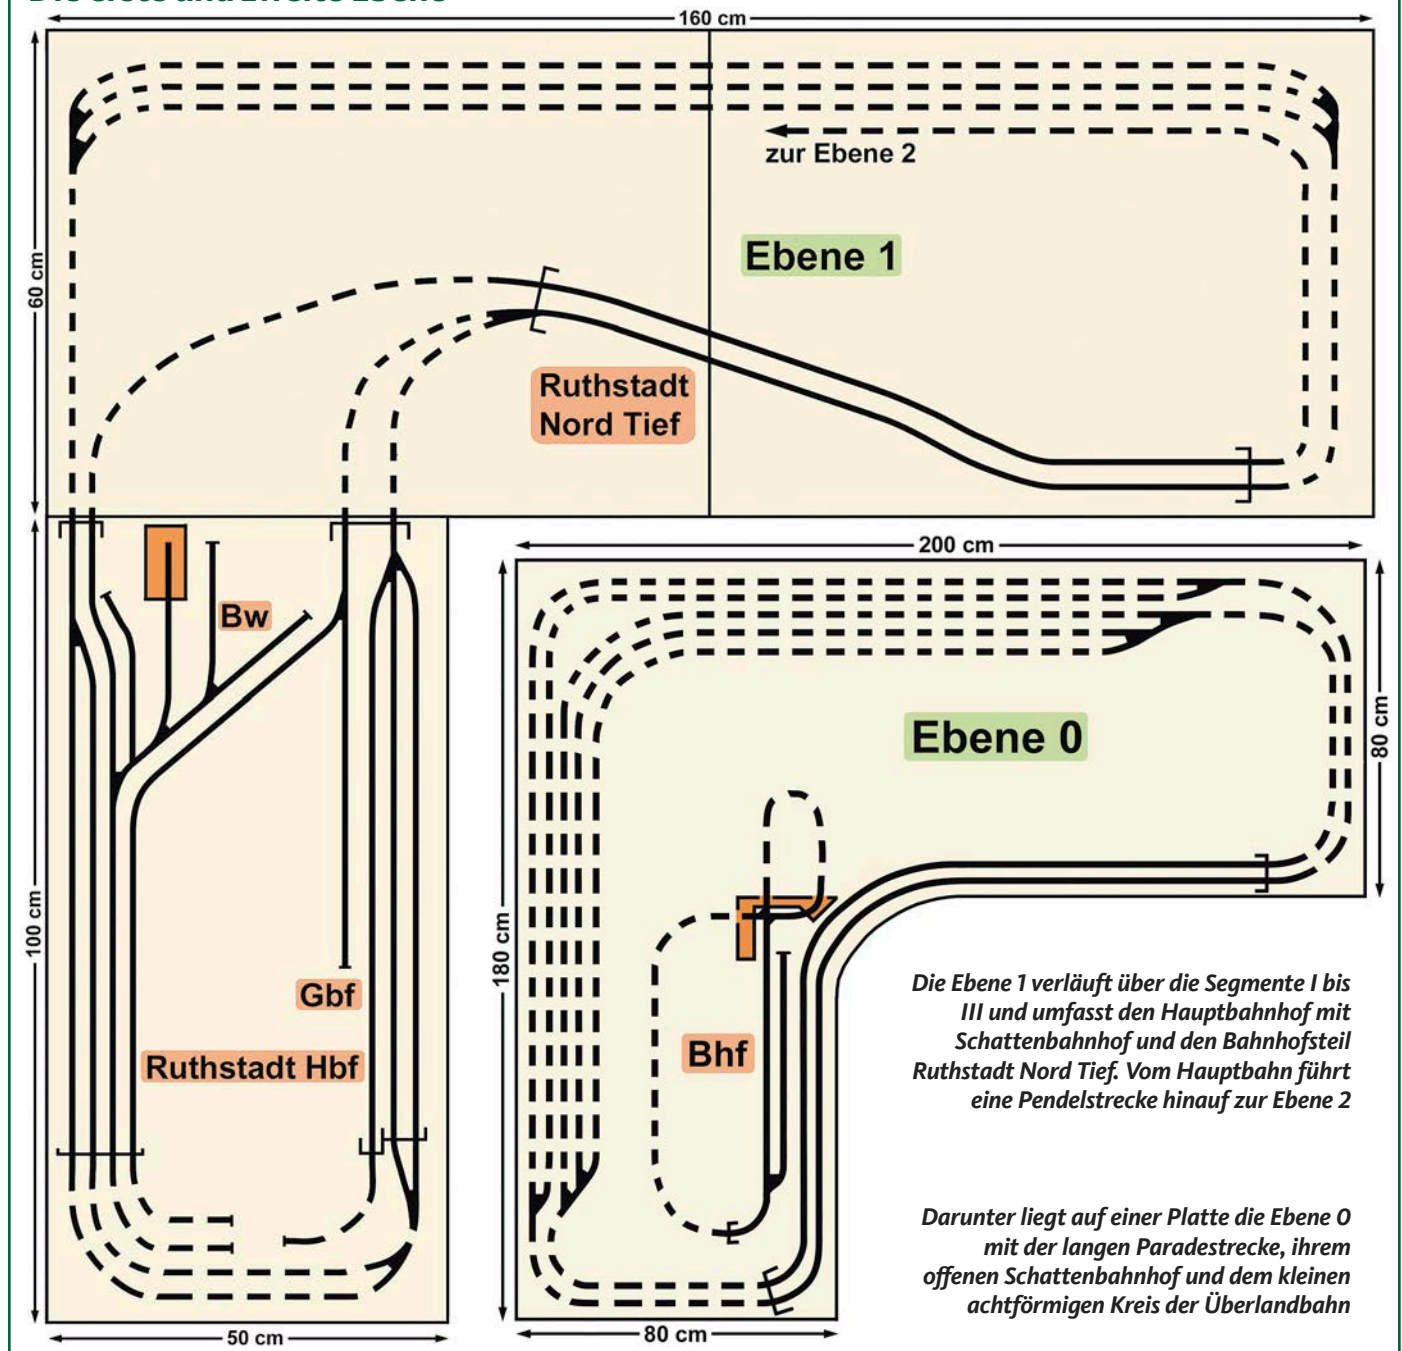 160 cm
zur Ebene 2
Ebene 1
60 cm
Ruthstadt
Nord Tief
Bw
100 cm
Gbf
Ruthstadt Hbf
50 cm
200 cm
Ebene 0
80 cm
180 cm
Bhf
80 cm
Die Ebene 1 verläuft über die Segmente I bis
III und umfasst den Hauptbahnhof mit
Schattenbahnhof und den Bahnhofsteil
Ruthstadt Nord Tief. Vom Hauptbahn führt
eine Pendelstrecke hinauf zur Ebene 2
Darunter liegt auf einer Platte die Ebene 0
mit der langen Paradestrecke, ihrem
offenen Schattenbahnhof und dem kleinen
achtförmigen Kreis der Überlandbahn